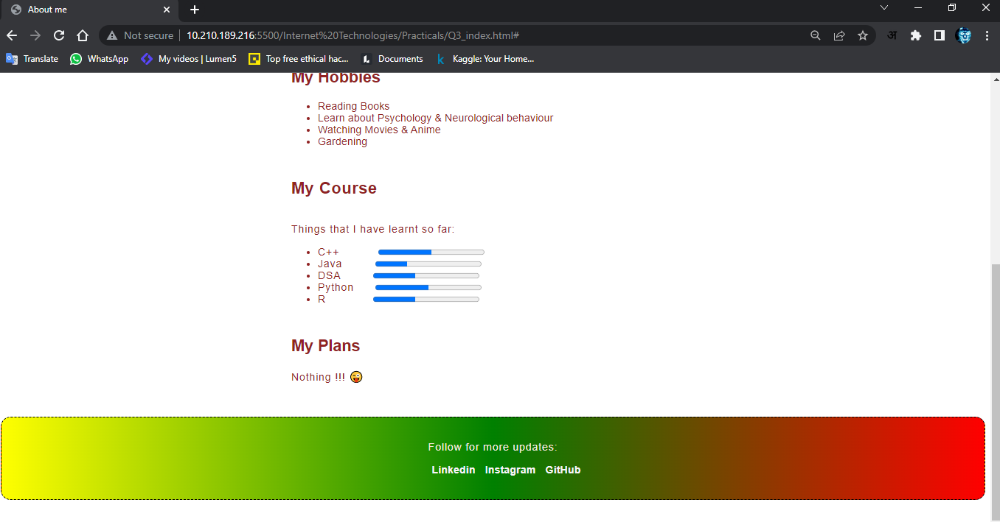 About me
Not secure 10.210.189.216:5500/Internet%20Technologies/Practicals/Q3_index.html#
अ
Translate WhatsApp My videos | Lumen5 Top free ethical hac... Documents Kaggle: Your Home...
My Hobbies
Reading Books
Learn about Psychology & Neurological behaviour
Watching Movies & Anime
Gardening
My Course
Things that I have learnt so far:
C++
Java
DSA
Python
R
My Plans
Nothing !!! 😜
Follow for more updates:
Linkedin Instagram GitHub